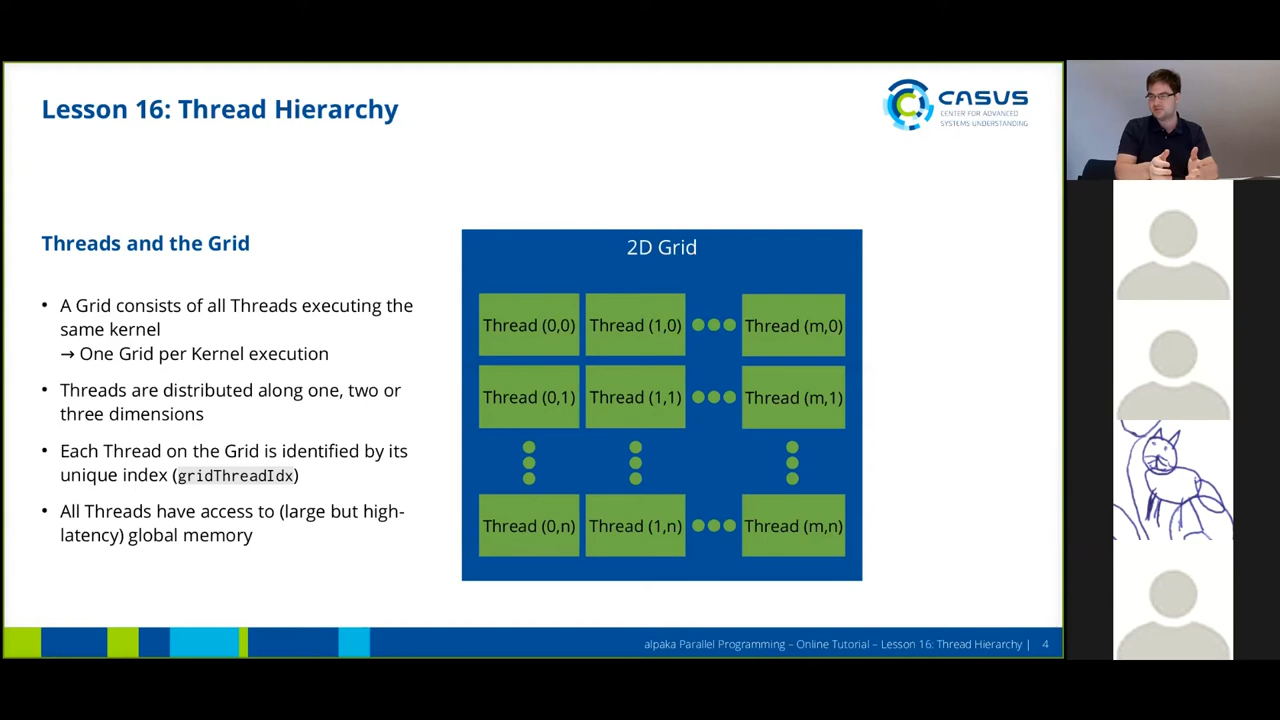 Lesson 16: Thread Hierarchy
CASUS
CENTER FOR ADVANCED
SYSTEMS UNDERSTANDING
Threads and the Grid
• A Grid consists of all Threads executing the
same kernel
→ One Grid per Kernel execution
• Threads are distributed along one, two or
three dimensions
• Each Thread on the Grid is identified by its
unique index (gridThreadIdx)
• All Threads have access to (large but high-
latency) global memory
2D Grid
Thread (0,0) Thread (1,0) Thread (m,0)
Thread (0,1) Thread (1,1) Thread (m,1)
Thread (0,n) Thread (1,n) Thread (m,n)
alpaka Parallel Programming – Online Tutorial – Lesson 16: Thread Hierarchy | 4